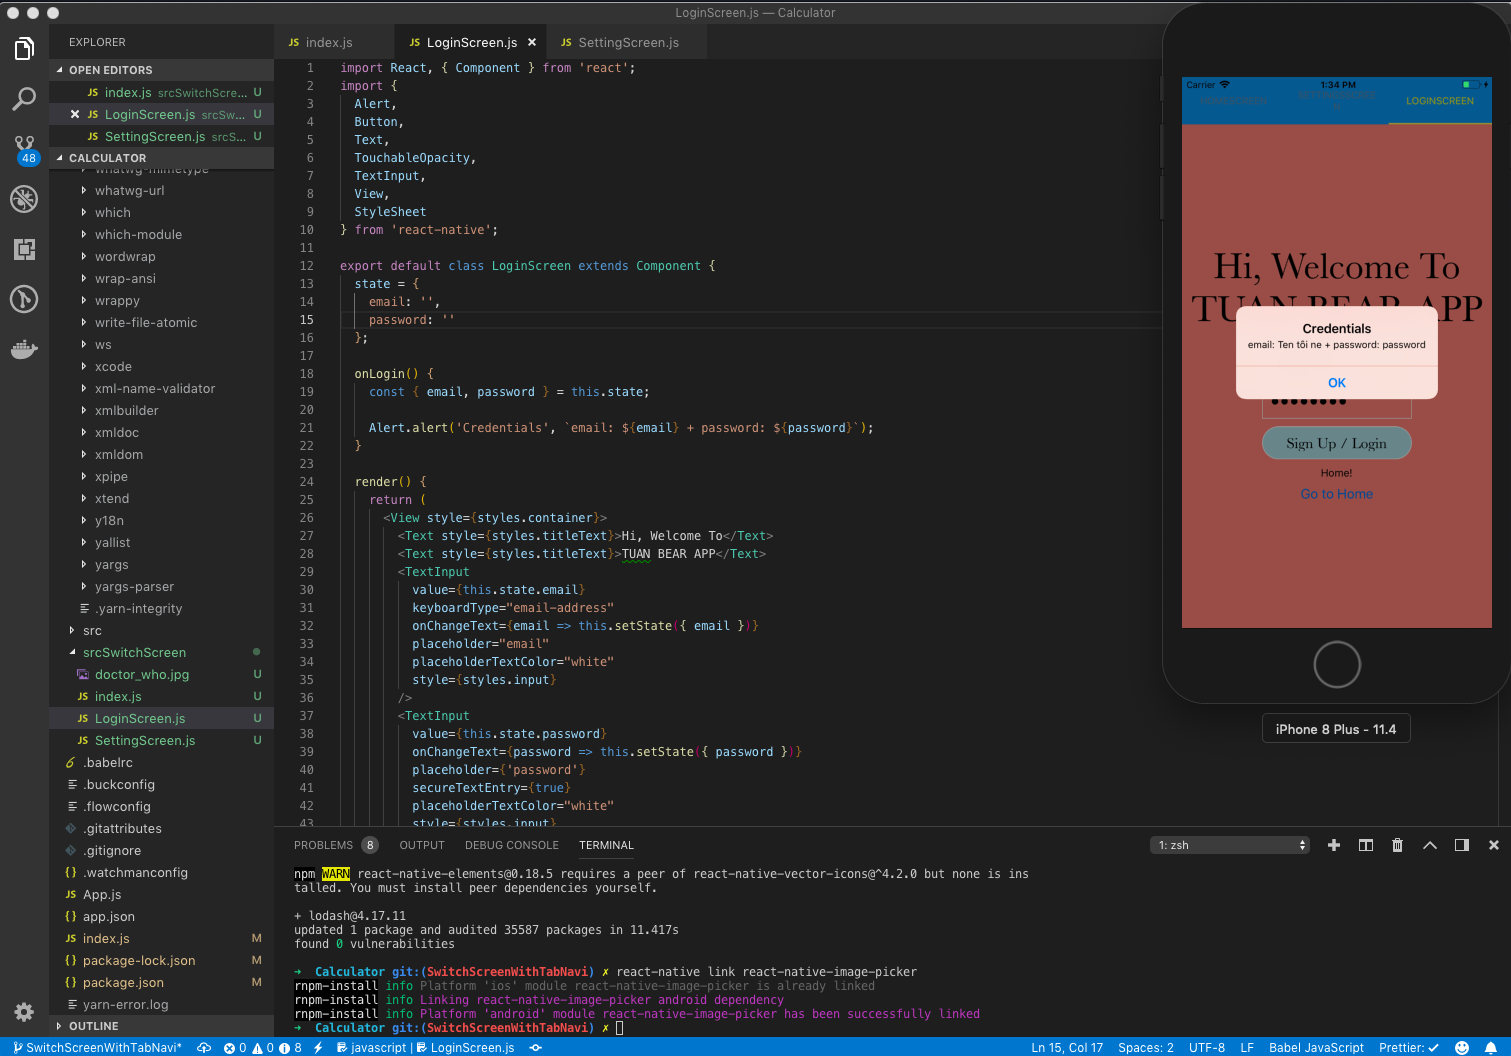 LoginScreen.js — Calculator
EXPLORER
OPEN EDITORS
JS index.js srcSwitchScre... U
JS LoginScreen.js srcSw... U
JS SettingScreen.js srcS... U
48
CALCULATOR
whatwg-mimetype
whatwg-url
which
which-module
wordwrap
wrap-ansi
wrappy
write-file-atomic
ws
xcode
xml-name-validator
xmlbuilder
xmldoc
xmldom
xpipe
xtend
y18n
yallist
yargs
yargs-parser
.yarn-integrity
src
srcSwitchScreen
doctor_who.jpg U
JS index.js U
JS LoginScreen.js U
JS SettingScreen.js U
.babelrc
.buckconfig
.flowconfig
.gitattributes
.gitignore
{} .watchmanconfig
JS App.js
{} app.json
JS index.js M
{} package-lock.json M
{} package.json M
yarn-error.log
OUTLINE
JS index.js
JS LoginScreen.js
JS SettingScreen.js
1 import React, { Component } from 'react';
2 import {
3 Alert,
4 Button,
5 Text,
6 TouchableOpacity,
7 TextInput,
8 View,
9 StyleSheet
10 } from 'react-native';
11
12 export default class LoginScreen extends Component {
13 state = {
14 email: '',
15 password: ''
16 };
17
18 onLogin() {
19 const { email, password } = this.state;
20
21 Alert.alert('Credentials', `email: ${email} + password: ${password}`);
22 }
23
24 render() {
25 return (
26 <View style={styles.container}>
27 <Text style={styles.titleText}>Hi, Welcome To</Text>
28 <Text style={styles.titleText}>TUAN BEAR APP</Text>
29 <TextInput
30 value={this.state.email}
31 keyboardType="email-address"
32 onChangeText={email => this.setState({ email })}
33 placeholder="email"
34 placeholderTextColor="white"
35 style={styles.input}
36 />
37 <TextInput
38 value={this.state.password}
39 onChangeText={password => this.setState({ password })}
40 placeholder={'password'}
41 secureTextEntry={true}
42 placeholderTextColor="white"
43 style={styles.input}
Carrier 1:34 PM
HOMESCREEN
LOGINSCREEN
Hi, Welcome To
TUAN BEAR APP
Credentials
email: Ten tôi ne + password: password
OK
Sign Up / Login
Home!
Go to Home
iPhone 8 Plus - 11.4
PROBLEMS 8 OUTPUT DEBUG CONSOLE TERMINAL
1: zsh
npm WARN react-native-elements@0.18.5 requires a peer of react-native-vector-icons@^4.2.0 but none is ins
talled. You must install peer dependencies yourself.
+ lodash@4.17.11
updated 1 package and audited 35587 packages in 11.417s
found 0 vulnerabilities
➜ Calculator git:(SwitchScreenWithTabNavi) ✗ react-native link react-native-image-picker
rnpm-install info Platform 'ios' module react-native-image-picker is already linked
rnpm-install info Linking react-native-image-picker android dependency
rnpm-install info Platform 'android' module react-native-image-picker has been successfully linked
➜ Calculator git:(SwitchScreenWithTabNavi) ✗
SwitchScreenWithTabNavi* 0 0 8 javascript | LoginScreen.js Ln 15, Col 17 Spaces: 2 UTF-8 LF Babel JavaScript Prettier: ✓